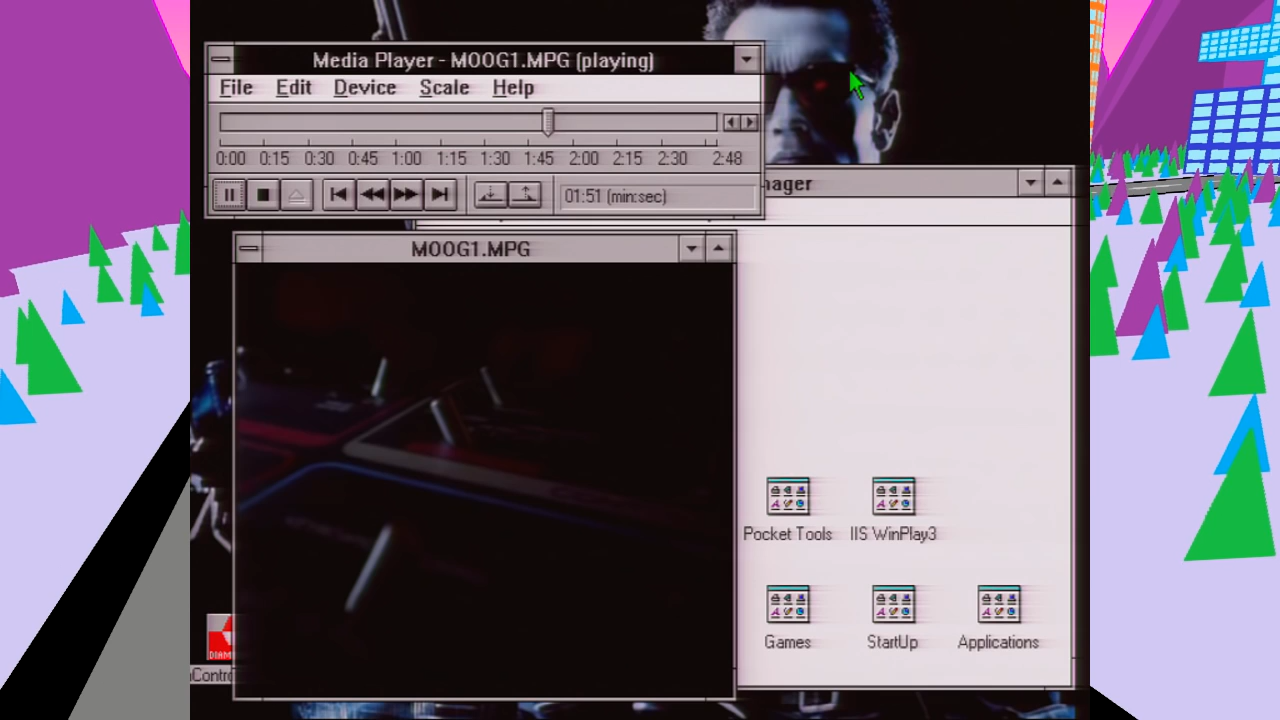 Media Player - MOOG1.MPG (playing)
File Edit Device Scale Help
0:00 0:15 0:30 0:45 1:00 1:15 1:30 1:45 2:00 2:15 2:30 2:48
01:51 (min:sec)
nager
MOOG1.MPG
Pocket Tools IIS WinPlay3
Games StartUp Applications
DIAM
Contro